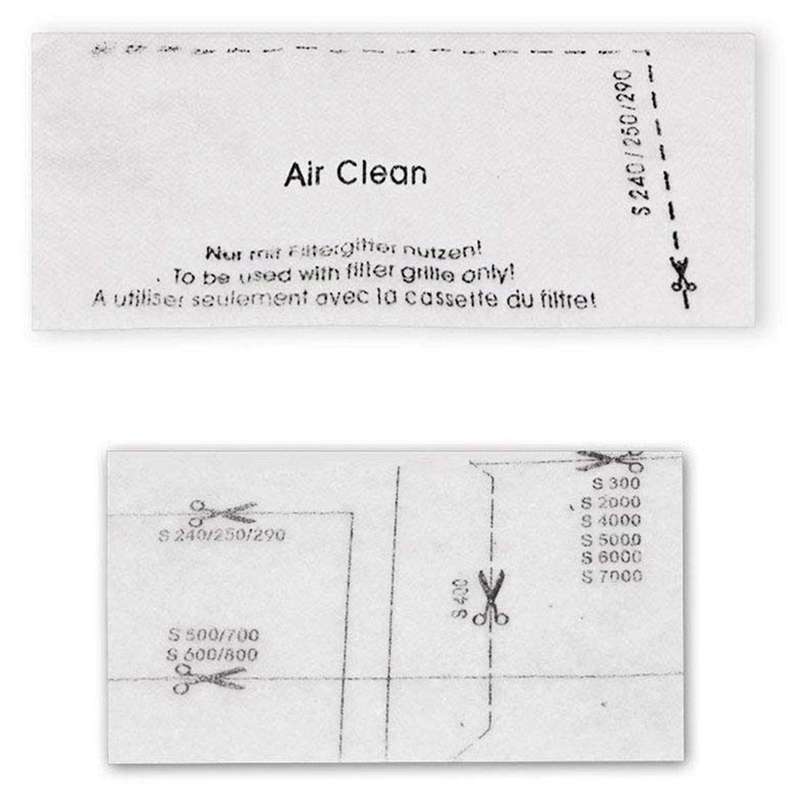 S 240/250/290
Air Clean
Nur mit Filtergitter nutzen!
To be used with filter grille only!
A utiliser seulement avec la cassette du filtre!
S 300
S 2000
S 4000
S 5000
S 6000
S 7000
S 240/250/290
S 400
S 500/700
S 600/800